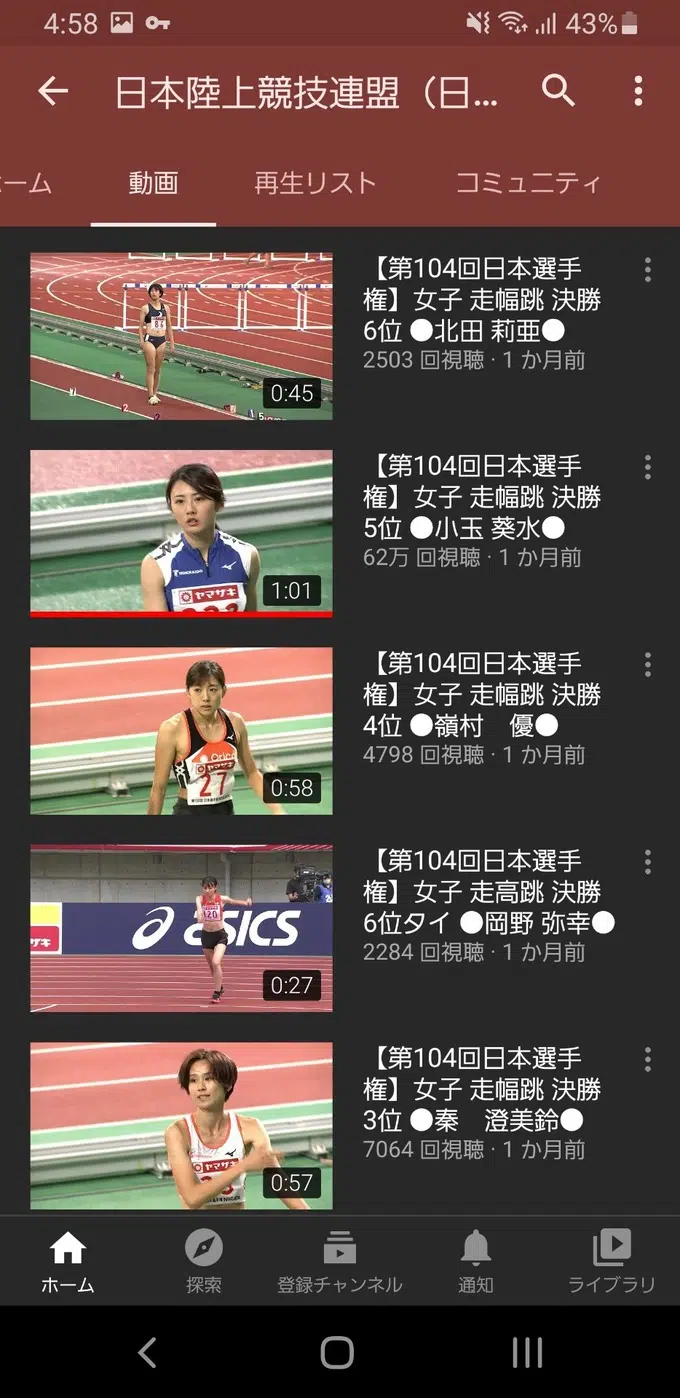 4:58
43%
日本陸上競技連盟（日...
ーム 動画 再生リスト コミュニティ
【第104回日本選手
権】女子 走幅跳 決勝
6位 ●北田 莉亜●
2503 回視聴 · 1 か月前
0:45
【第104回日本選手
権】女子 走幅跳 決勝
5位 ●小玉 葵水●
62万 回視聴 · 1 か月前
ヤマザキ
1:01
【第104回日本選手
権】女子 走幅跳 決勝
4位 ●嶺村　優●
4798 回視聴 · 1 か月前
Orico
ヤマザキ
27
0:58
【第104回日本選手
権】女子 走高跳 決勝
6位タイ ●岡野 弥幸●
2284 回視聴 · 1 か月前
120
asics
ザキ
0:27
【第104回日本選手
権】女子 走幅跳 決勝
3位 ●秦　澄美鈴●
7064 回視聴 · 1 か月前
ヤマザキ
0:57
ホーム 探索 登録チャンネル 通知 ライブラリ